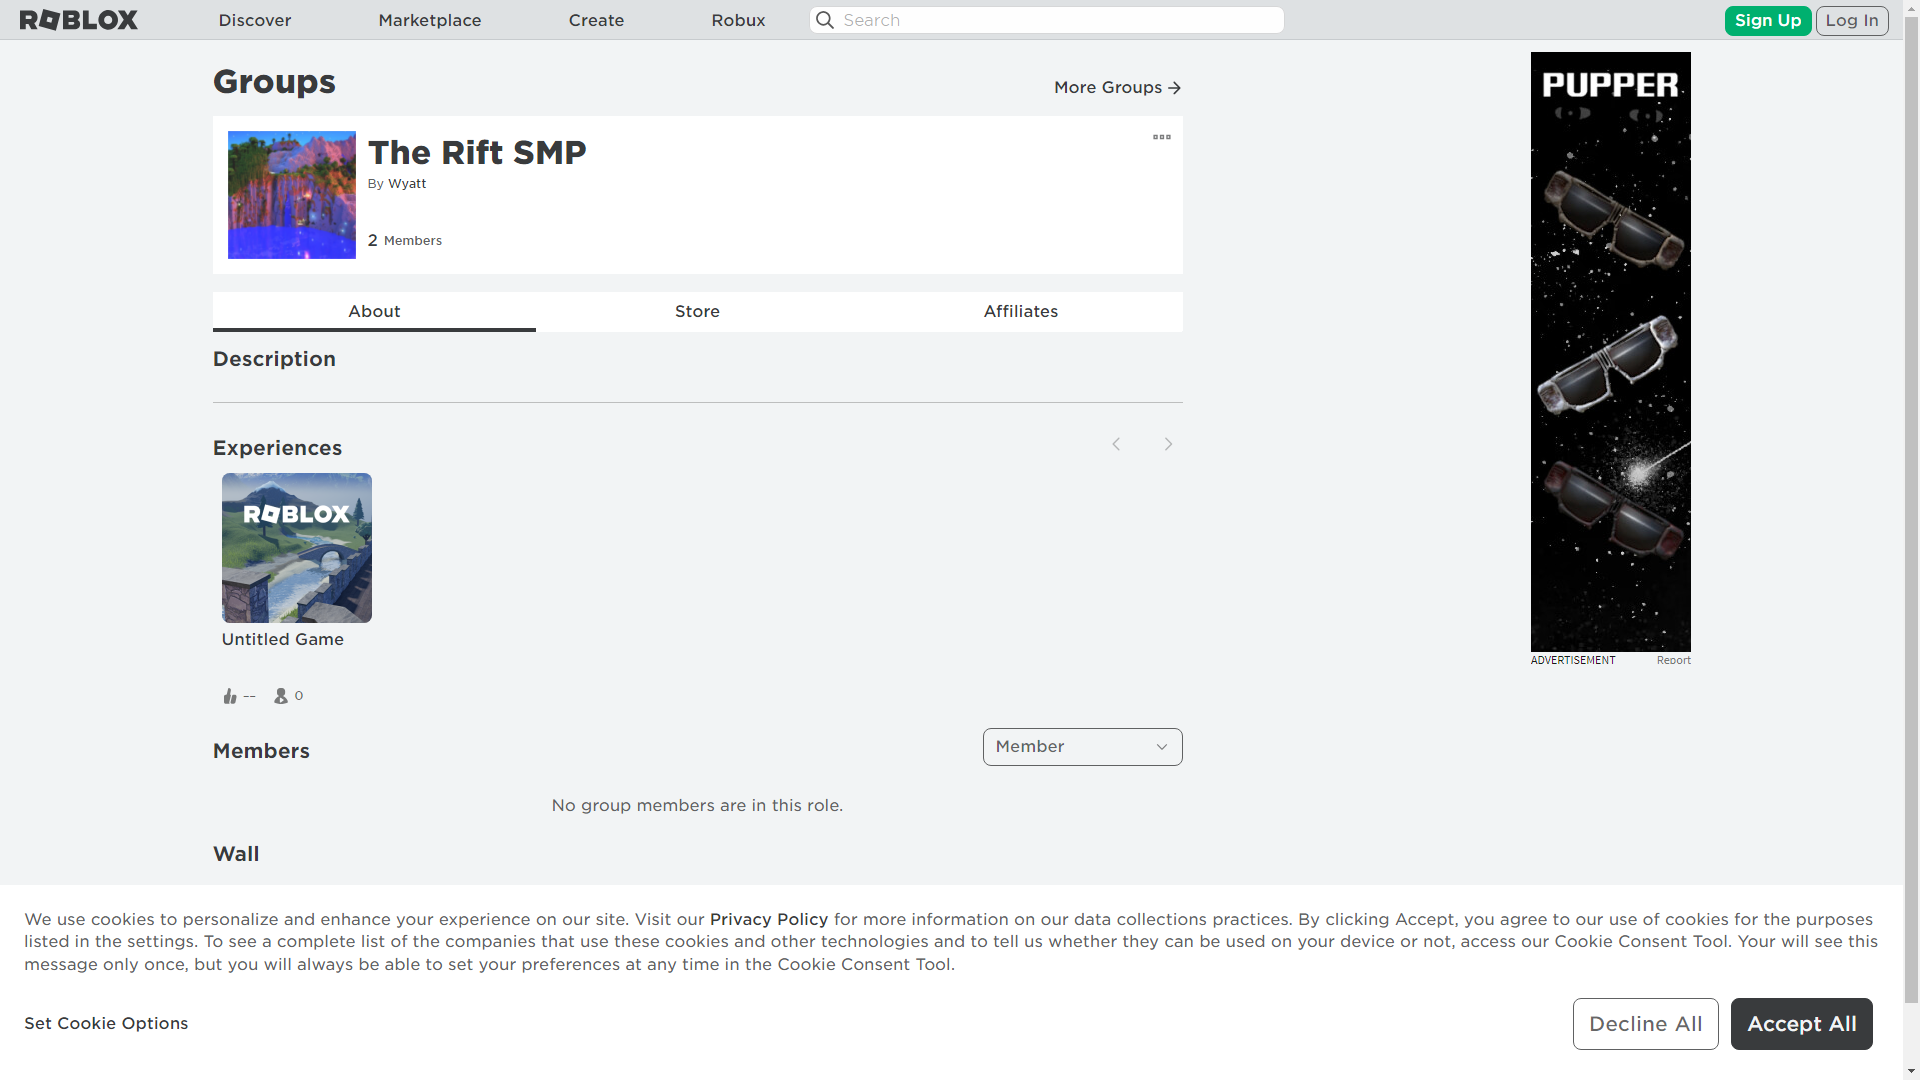 ROBLOX
Discover
Marketplace
Create
Robux
Search
Sign Up
Log In
Groups
More Groups
The Rift SMP
By Wyatt
2 Members
About
Store
Affiliates
Description
Experiences
ROBLOX
Untitled Game
--
0
Members
Member
No group members are in this role.
Wall
PUPPER
ADVERTISEMENT
Report
We use cookies to personalize and enhance your experience on our site. Visit our Privacy Policy for more information on our data collections practices. By clicking Accept, you agree to our use of cookies for the purposes
listed in the settings. To see a complete list of the companies that use these cookies and other technologies and to tell us whether they can be used on your device or not, access our Cookie Consent Tool. Your will see this
message only once, but you will always be able to set your preferences at any time in the Cookie Consent Tool.
Set Cookie Options
Decline All
Accept All